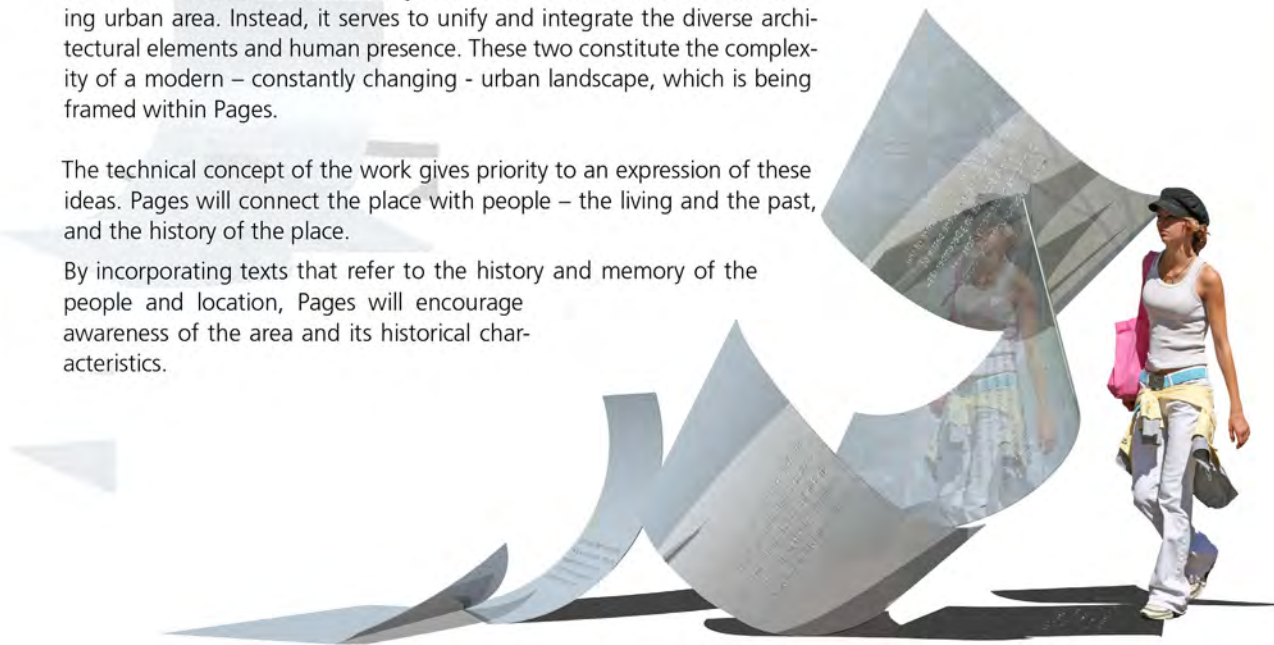 ing urban area. Instead, it serves to unify and integrate the diverse archi-
tectural elements and human presence. These two constitute the complex-
ity of a modern – constantly changing - urban landscape, which is being
framed within Pages.
The technical concept of the work gives priority to an expression of these
ideas. Pages will connect the place with people – the living and the past,
and the history of the place.
By incorporating texts that refer to the history and memory of the
people and location, Pages will encourage
awareness of the area and its historical char-
acteristics.